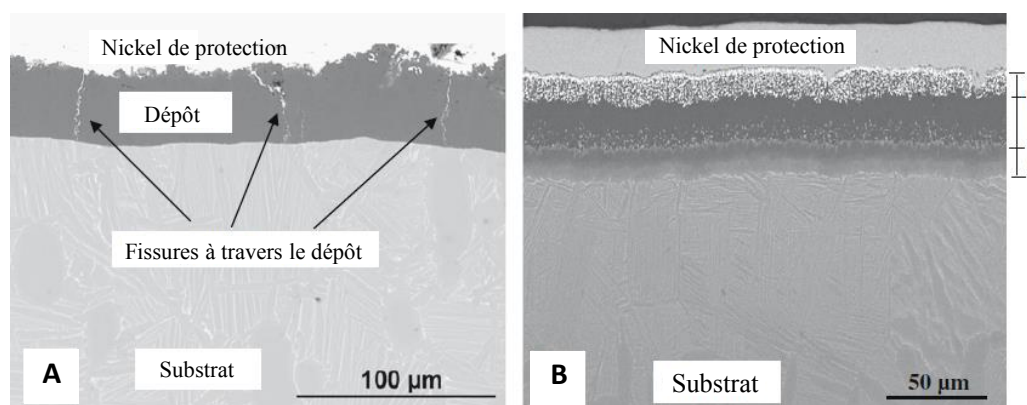 Nickel de protection
Dépôt
Fissures à travers le dépôt
A
Substrat
100 µm
Nickel de protection
B
Substrat
50 µm